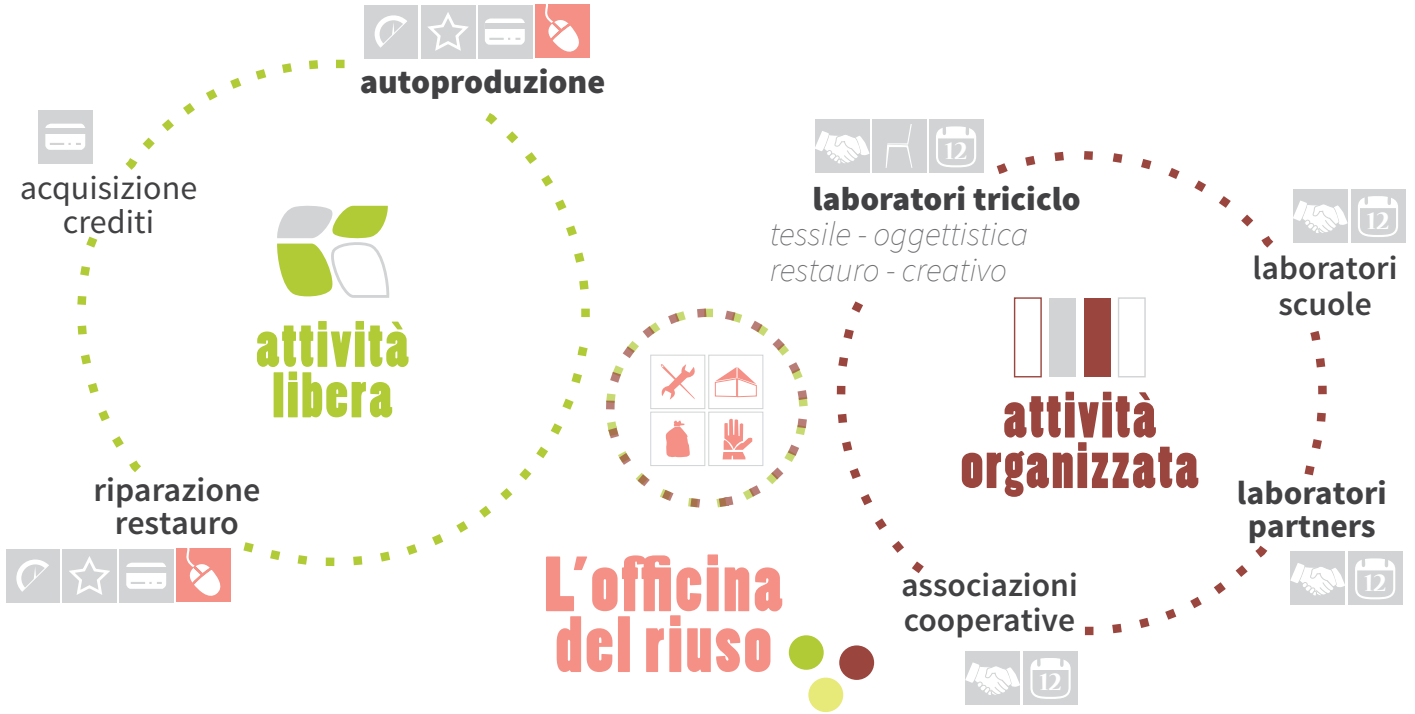 autoproduzione
acquisizione
crediti
attività
libera
riparazione
restauro
L'officina
del riuso
12
laboratori triciclo
tessile - oggettistica
restauro - creativo
12
laboratori
scuole
attività
organizzata
laboratori
partners
12
associazioni
cooperative
12